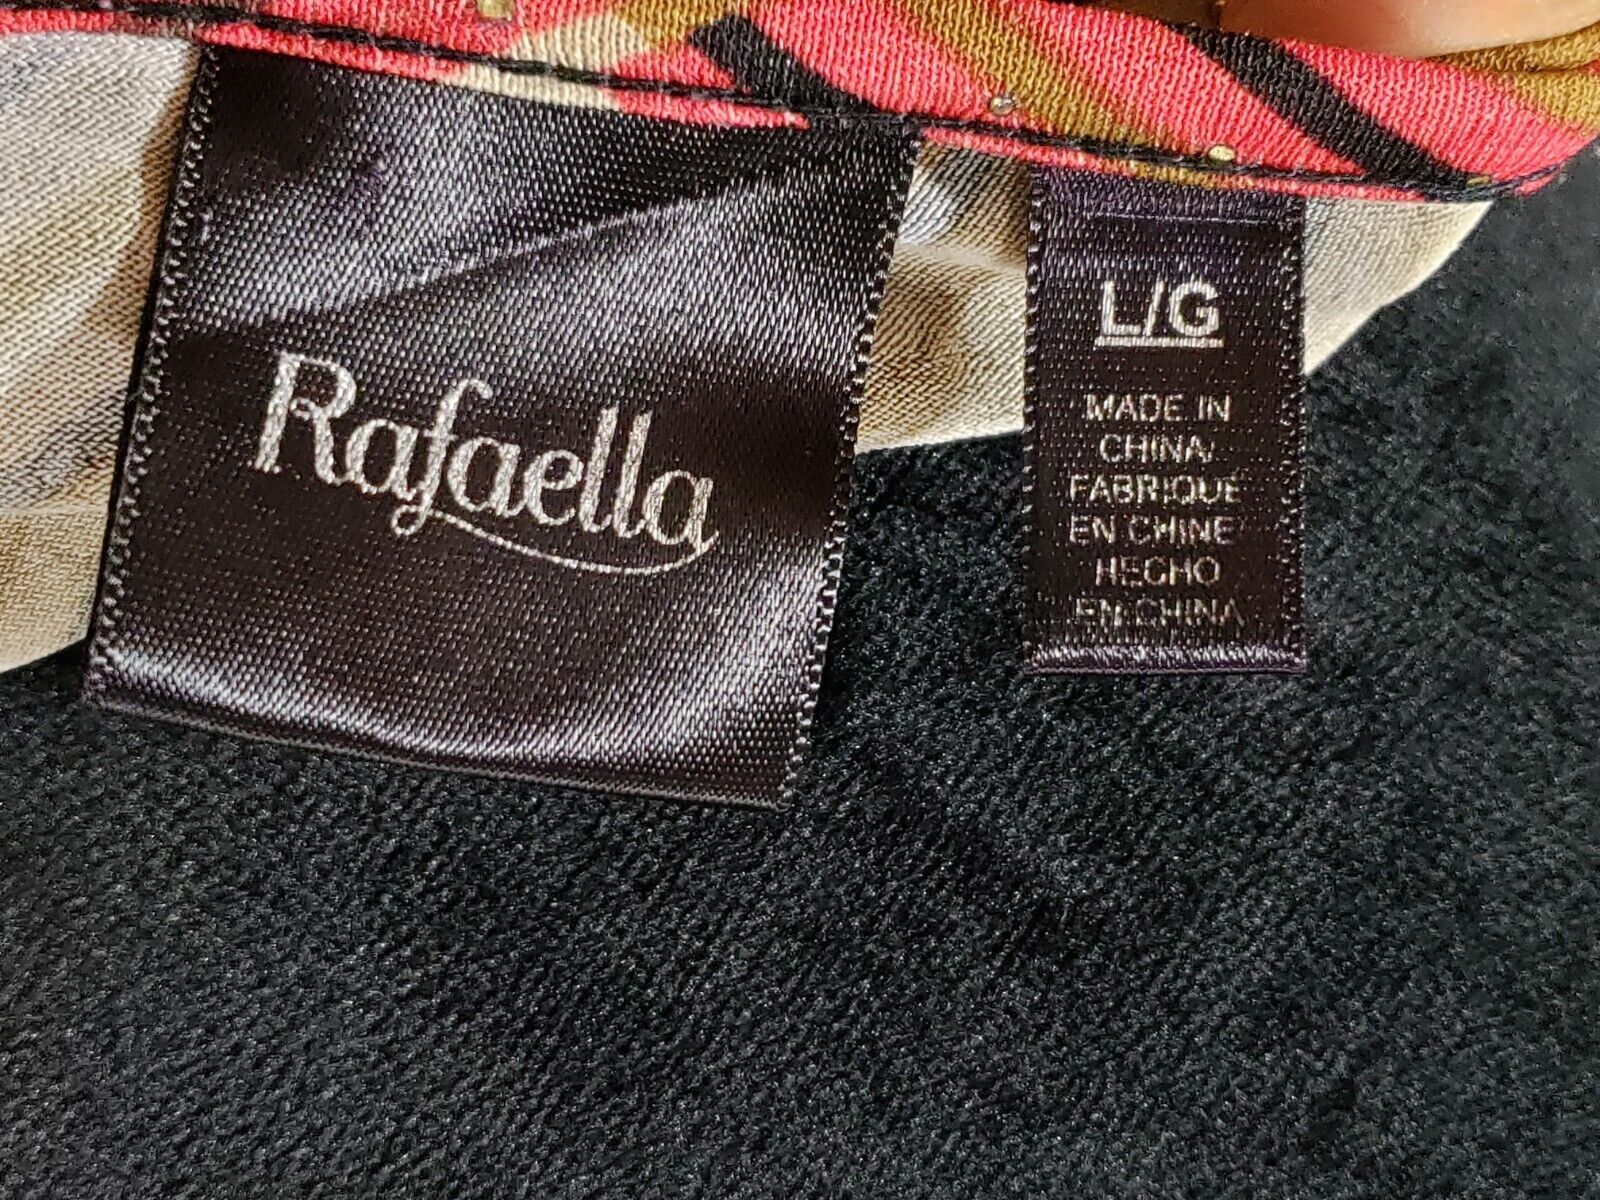 Rafaella
L/G
MADE IN
CHINA
FABRIQUE
EN CHINE
HECHO
EN CHINA